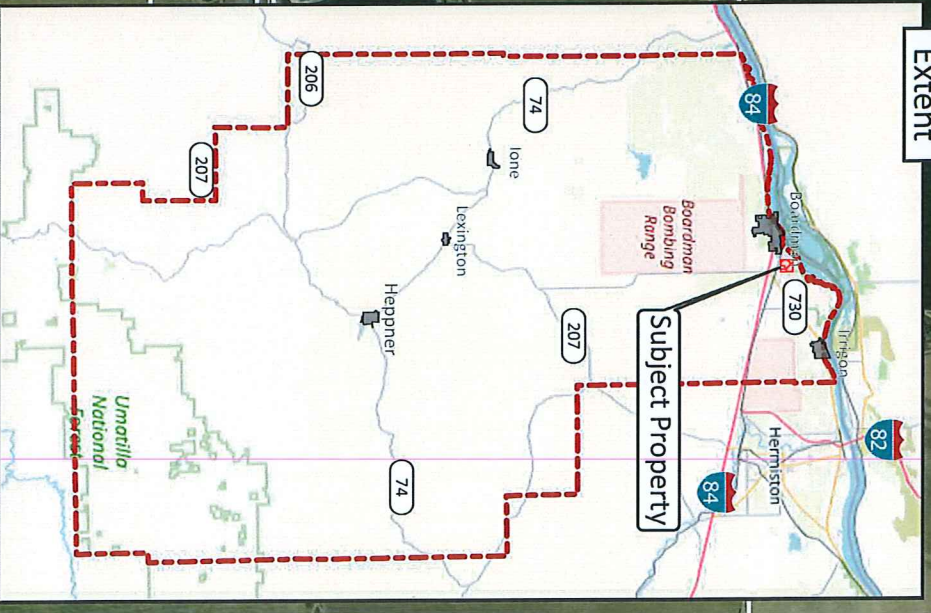 Extent
84
Boardman
730
Irrigon
82
Hermiston
84
Subject Property
Boardman
Bombing
Range
74
Ione
Lexington
207
Heppner
206
207
74
Umatilla
National
Forest